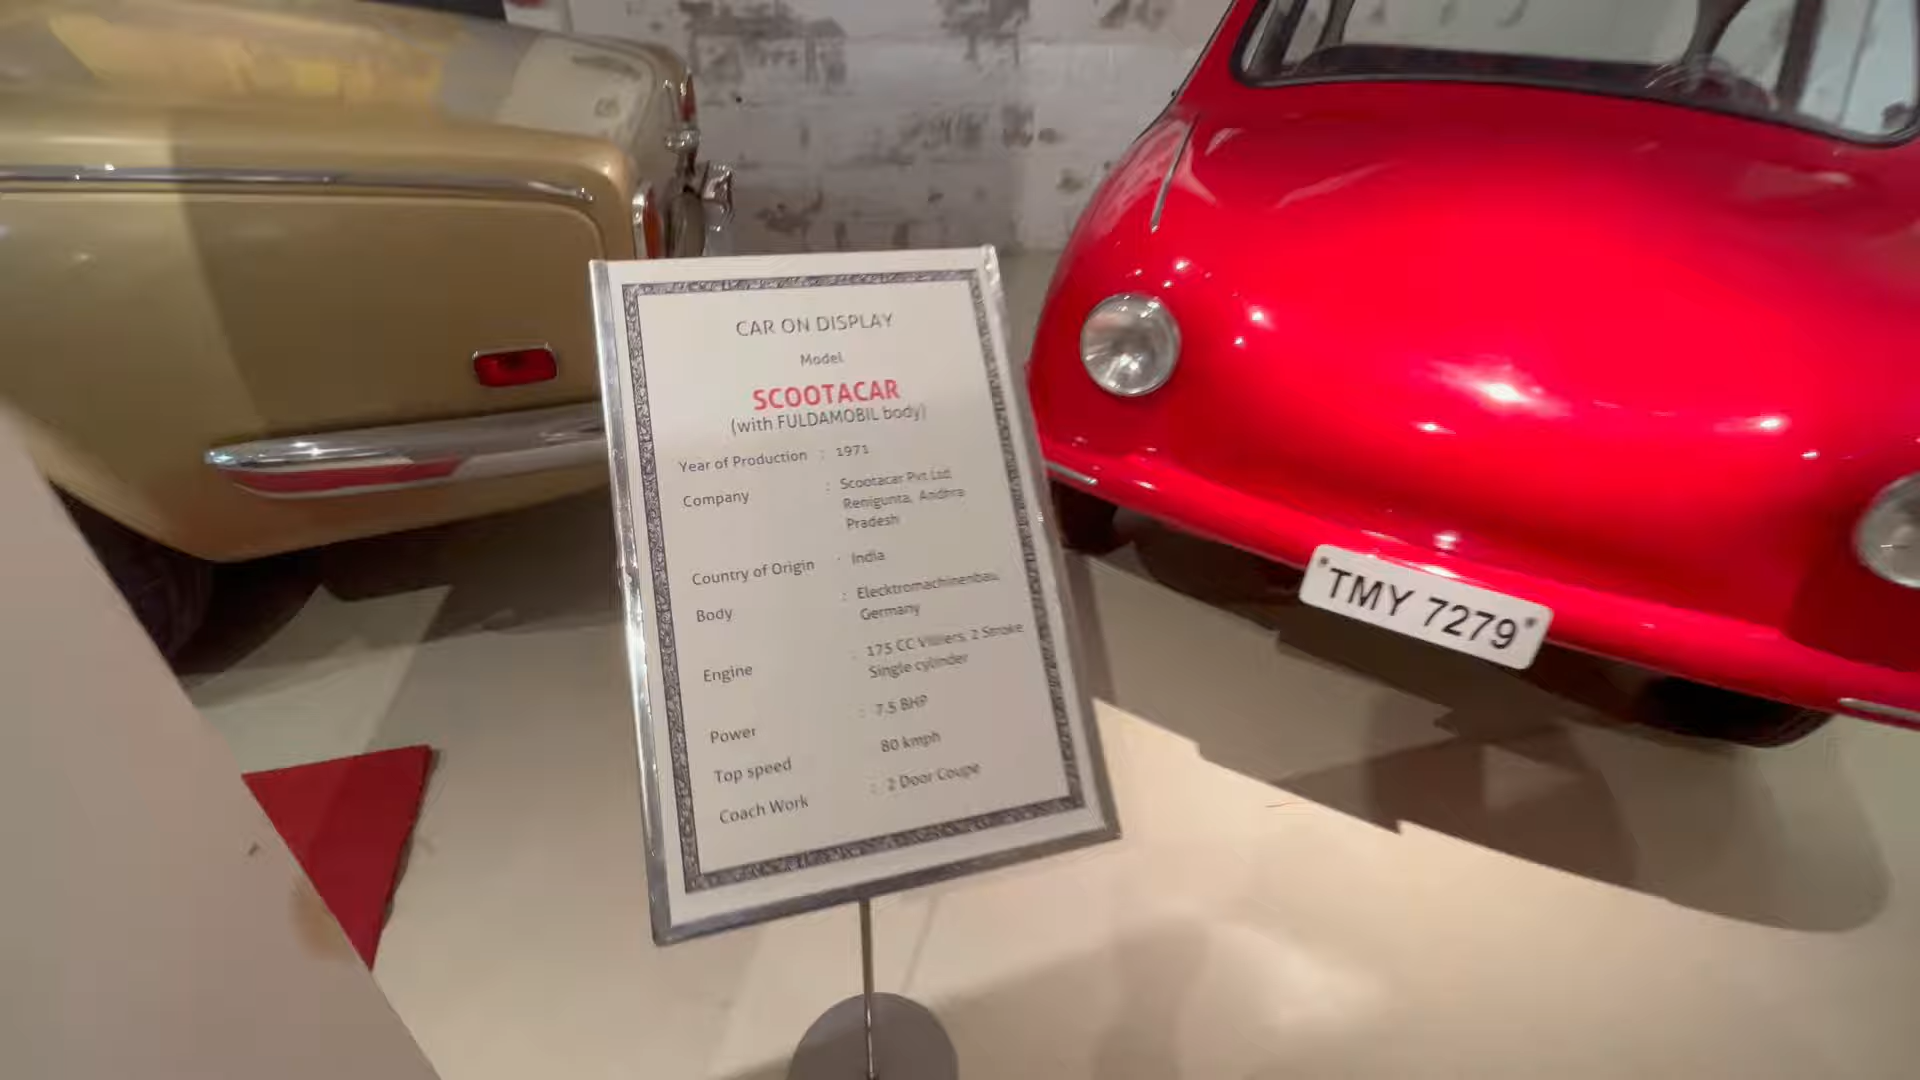 CAR ON DISPLAY
Model
SCOOTACAR
(with FULDAMOBIL body)
Year of Production : 1971
Company : Scootacar Pvt Ltd
Renigunta, Andhra
Pradesh
Country of Origin : India
Body : Elecktromachinenbau,
Germany
Engine : 175 CC Villiers, 2 Stroke
Single cylinder
Power : 7.5 BHP
Top speed 80 kmph
Coach Work : 2 Door Coupe
TMY 7279